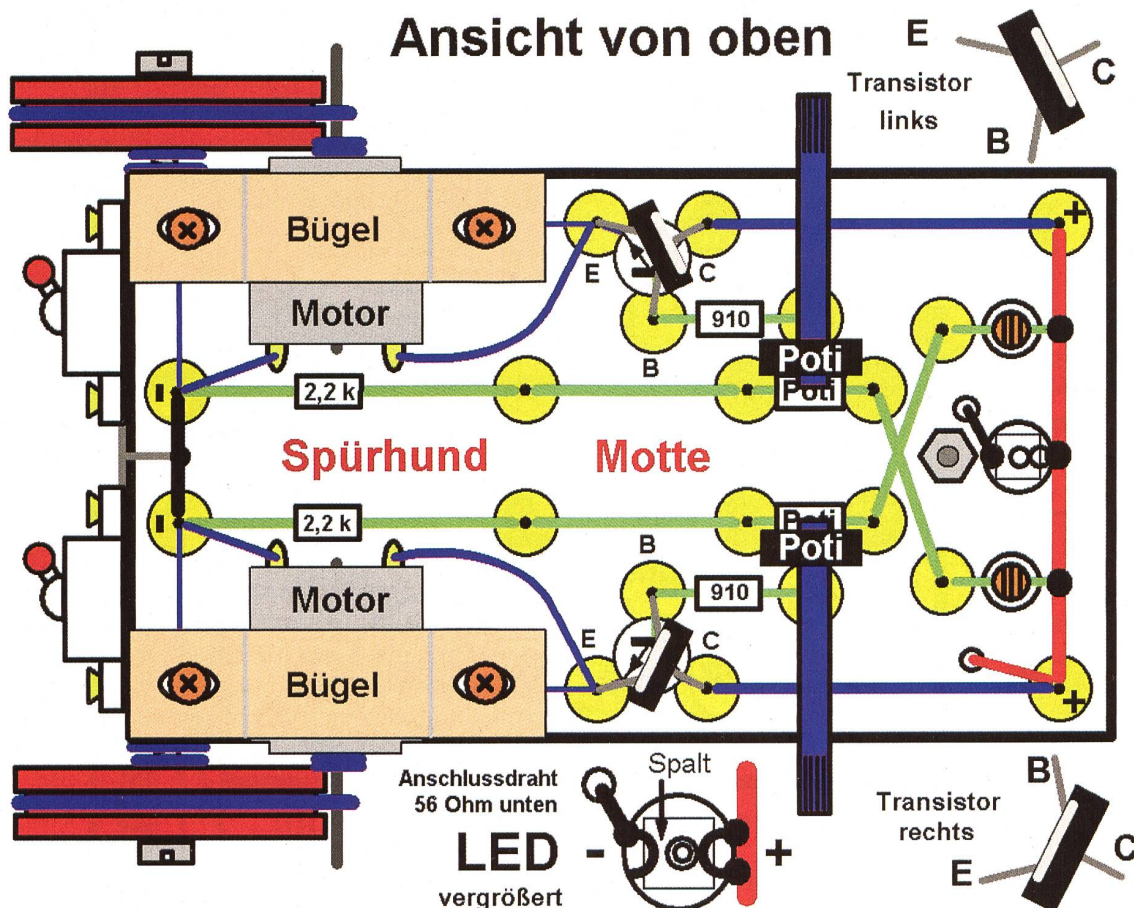 Ansicht von oben
E
C
Transistor
links
B
Bügel
E
C
+
Motor
910
B
Poti
Poti
-
2,2 k
Spürhund
Motte
-
2,2 k
Poti
Poti
B
Motor
910
E
C
Bügel
+
Anschlussdraht
56 Ohm unten
Spalt
LED - +
vergrößert
B
Transistor
rechts
E
C